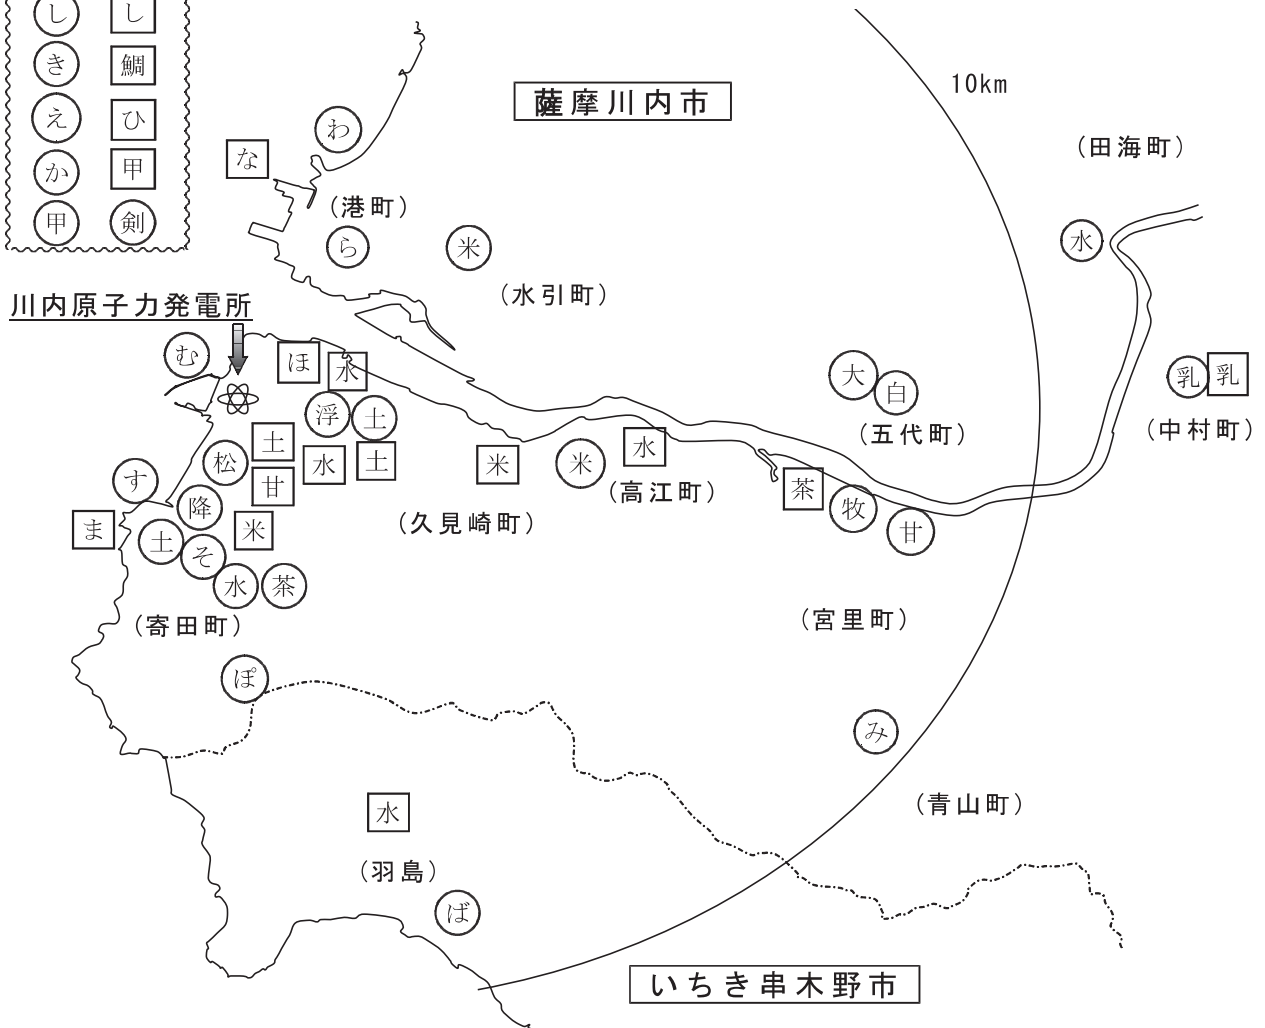 し し
き 鯛
え ひ
か 甲
甲 剣
薩摩川内市
10km
(田海町)
わ
な
(港町)
ら
米
水
(水引町)
川内原子力発電所
む
ほ
水
大
白
乳 乳
(五代町)
(中村町)
浮 土
土
松
水
土
甘
米
米
水
(高江町)
茶
牧
甘
す
降
ま
土
米
そ
(久見崎町)
水 茶
(寄田町)
(宮里町)
ぽ
み
(青山町)
水
(羽島)
ば
いちき串木野市